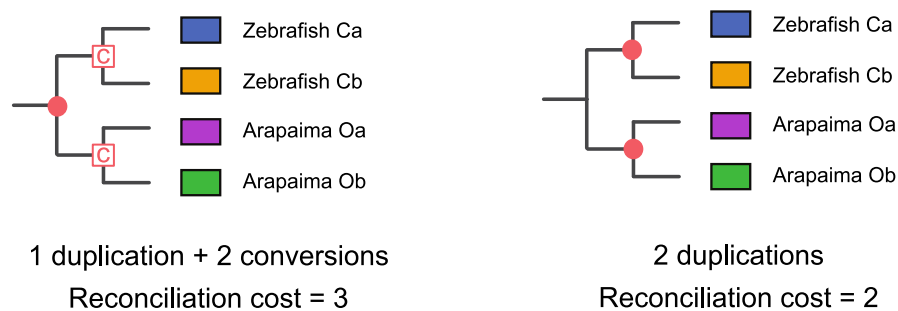 C
Zebrafish Ca
Zebrafish Cb
C
Arapaima Oa
Arapaima Ob
1 duplication + 2 conversions
Reconciliation cost = 3
Zebrafish Ca
Zebrafish Cb
Arapaima Oa
Arapaima Ob
2 duplications
Reconciliation cost = 2